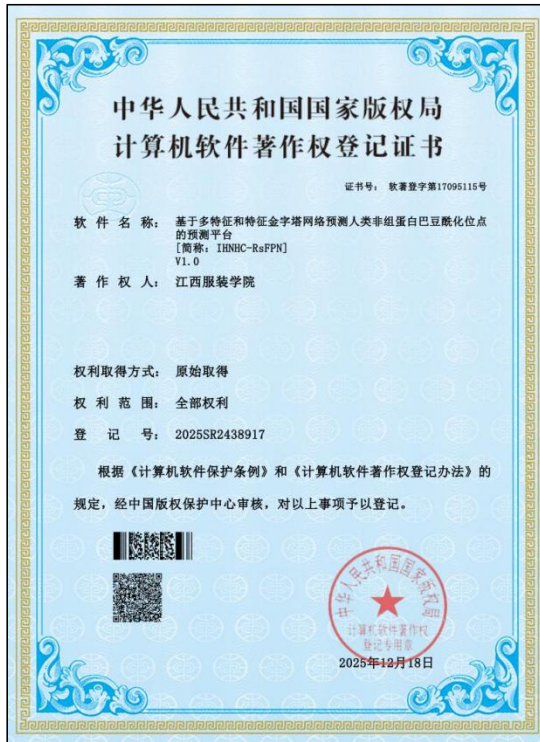 中华人民共和国国家版权局
计算机软件著作权登记证书
证书号： 软著登字第17095115号
软件名称： 基于多特征和特征金字塔网络预测人类非组蛋白巴豆酰化位点
的预测平台
[简称：IHNHC-RsFPN]
V1.0
著作权人： 江西服装学院
权利取得方式： 原始取得
权利范围： 全部权利
登记号： 2025SR2438917
根据《计算机软件保护条例》和《计算机软件著作权登记办法》的
规定，经中国版权保护中心审核，对以上事项予以登记。
中华人民共和国国家版权局
计算机软件著作权
登记专用章
2025年12月18日